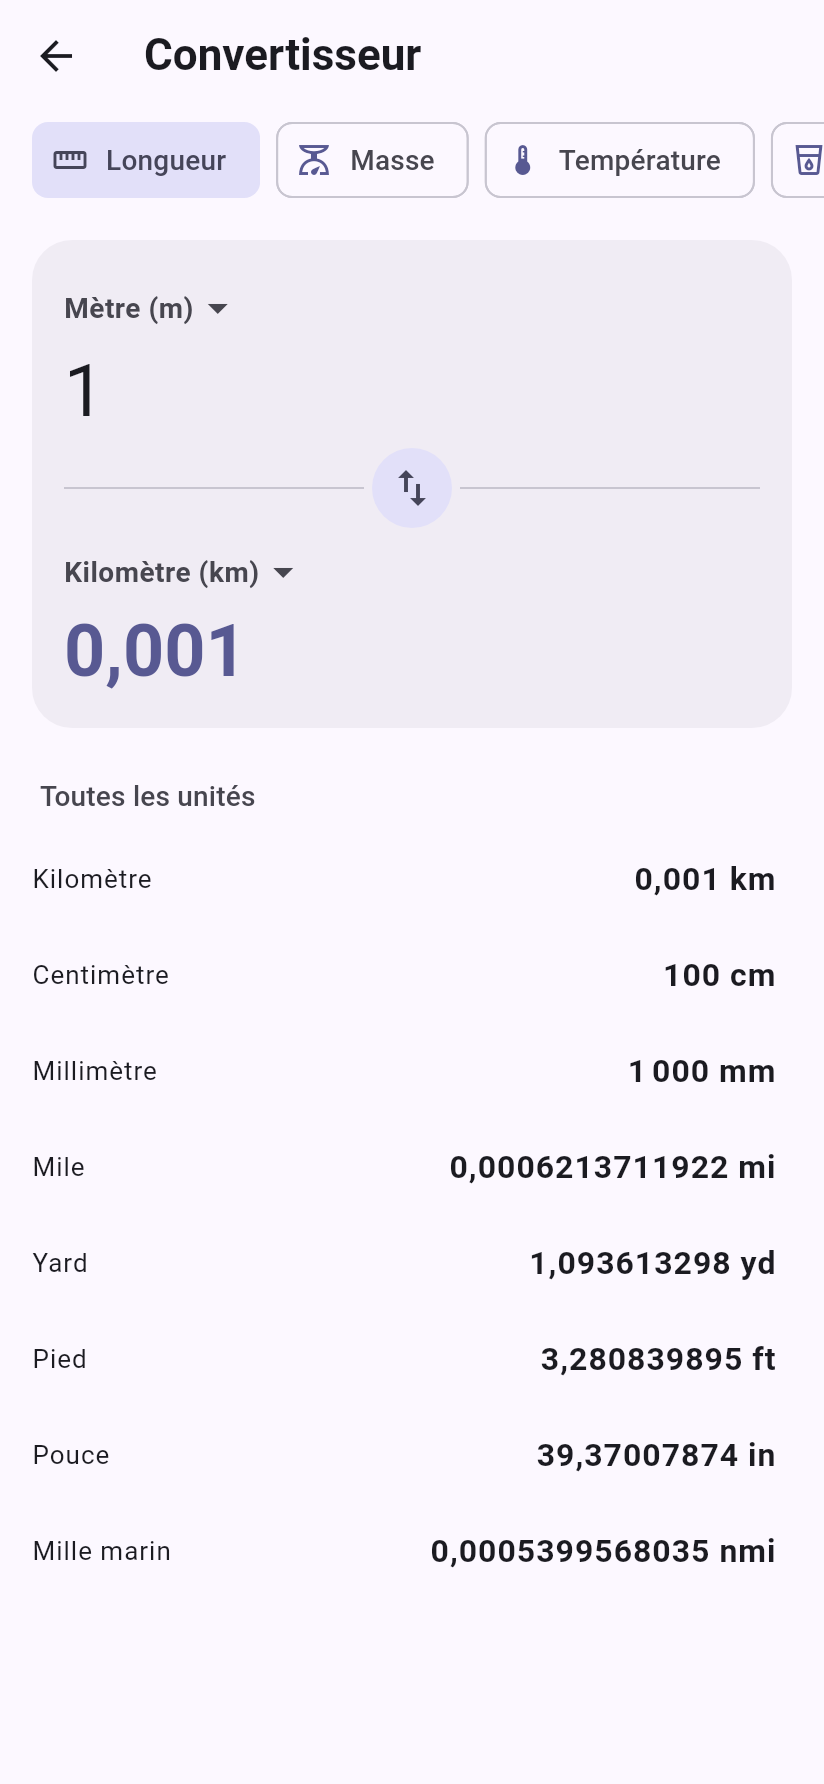 Convertisseur
Longueur
Masse
Température
Mètre (m)
1
Kilomètre (km)
0,001
Toutes les unités
Kilomètre 0,001 km
Centimètre 100 cm
Millimètre 1 000 mm
Mile 0,0006213711922 mi
Yard 1,093613298 yd
Pied 3,280839895 ft
Pouce 39,37007874 in
Mille marin 0,0005399568035 nmi